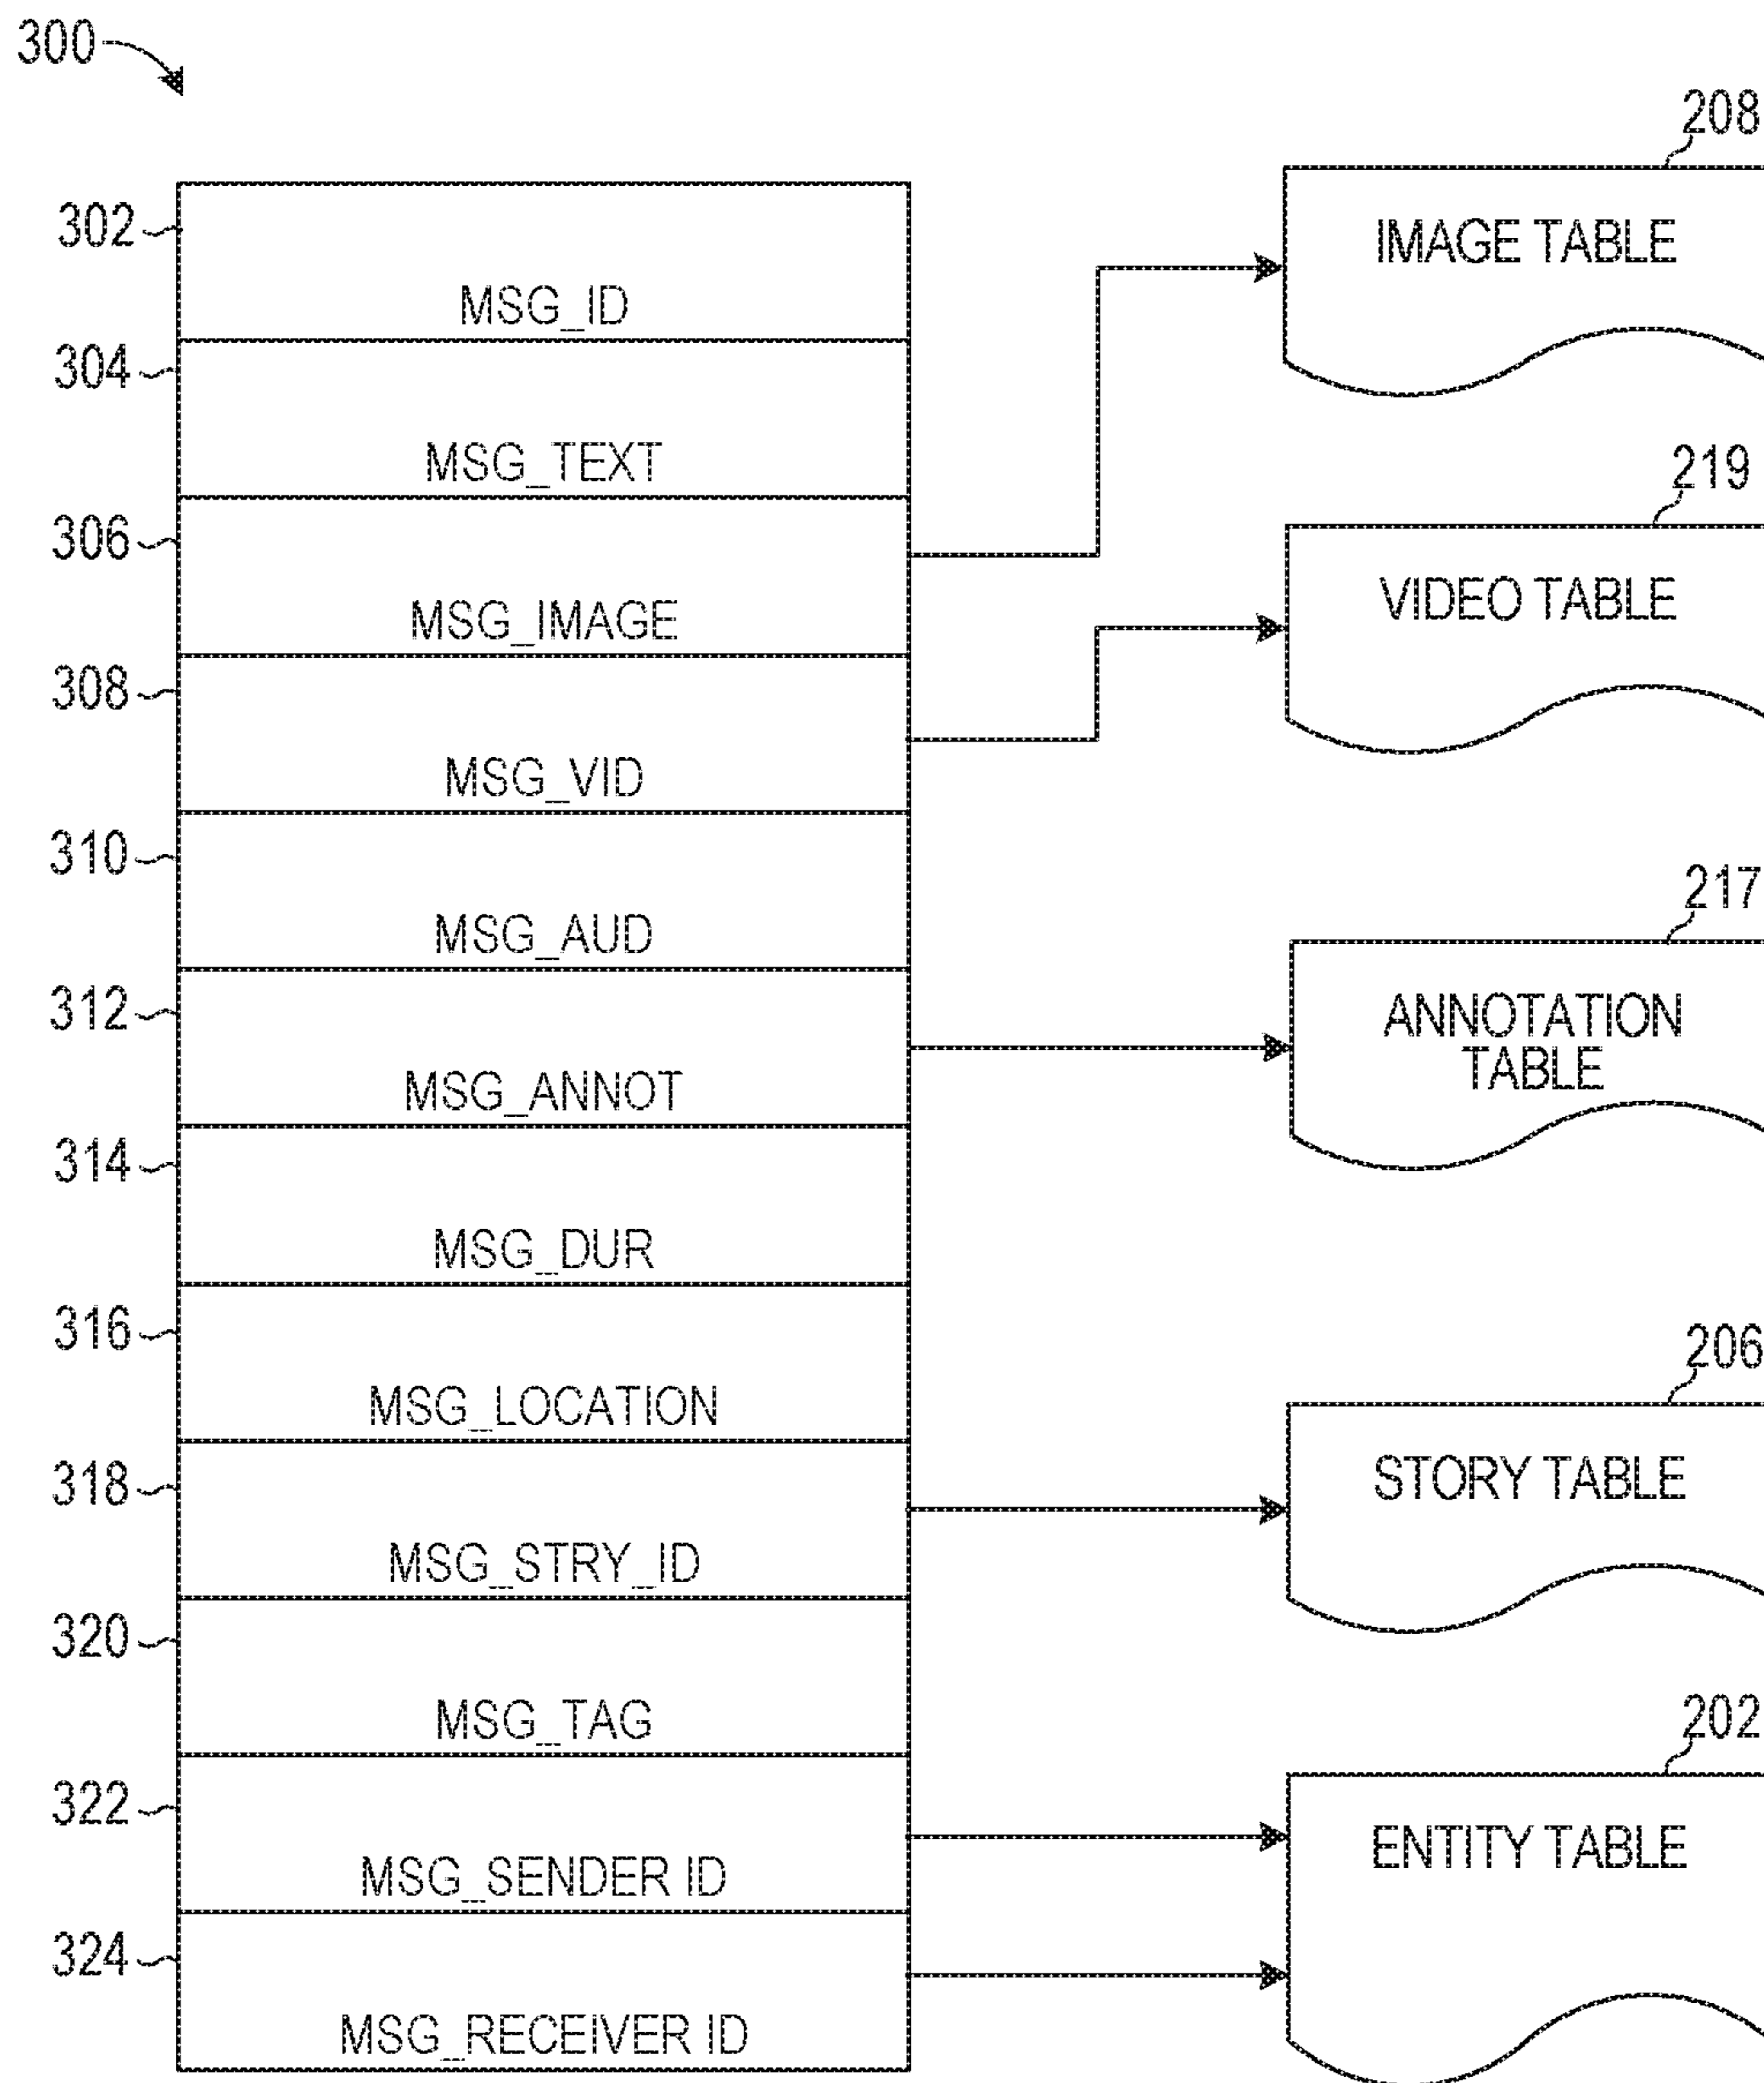 300
208
302
IMAGE TABLE
MSG_ID
304
MSG_TEXT
219
306
VIDEO TABLE
MSG_IMAGE
308
MSG_VID
310
217
MSG_AUD
312
ANNOTATION
TABLE
MSG_ANNOT
314
MSG_DUR
316
206
MSG_LOCATION
318
STORY TABLE
MSG_STRY_ID
320
MSG_TAG
202
322
ENTITY TABLE
MSG_SENDER ID
324
MSG_RECEIVER ID